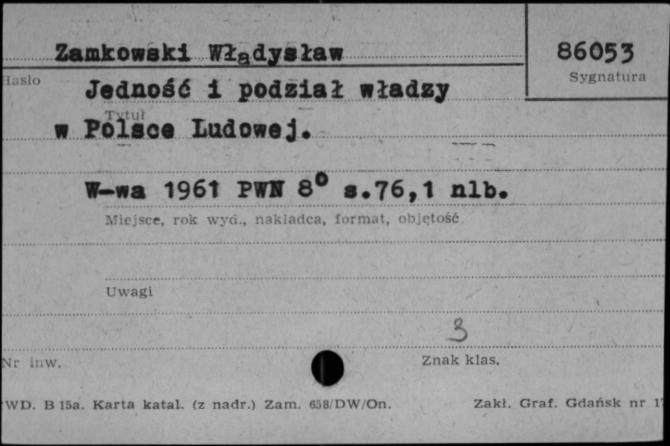 Zamkowski Władysław
86053
Hasło
Sygnatura
Jedność i podział władzy
Tytuł
w Polsce Ludowej.
W-wa 1961 PWN 8° s.76,1 nlb.
Miejsce, rok wyd., nakładca, format, objętość
Uwagi
3
Nr inw.
Znak klas.
WD. B 15a. Karta katal. (z nadr.) Zam. 658/DW/On.
Zakł. Graf. Gdańsk nr 1